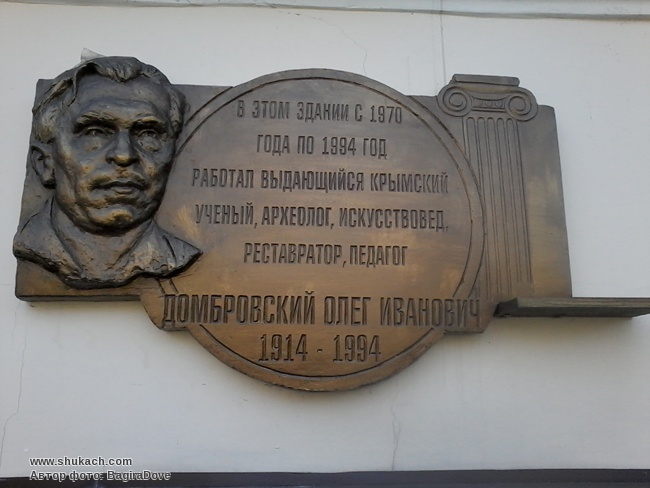 В ЭТОМ ЗДАНИИ С 1970
ГОДА ПО 1994 ГОД
РАБОТАЛ ВЫДАЮЩИЙСЯ КРЫМСКИЙ
УЧЕНЫЙ, АРХЕОЛОГ, ИСКУССТВОВЕД,
РЕСТАВРАТОР, ПЕДАГОГ
ДОМБРОВСКИЙ ОЛЕГ ИВАНОВИЧ
1914 - 1994
www.shukach.com
Автор фото: BagiraDove